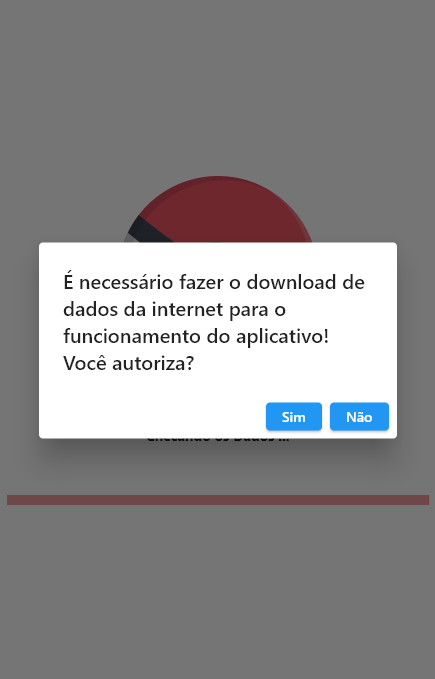 É necessário fazer o download de
dados da internet para o
funcionamento do aplicativo!
Você autoriza?
Sim Não
Checando os Dados ...